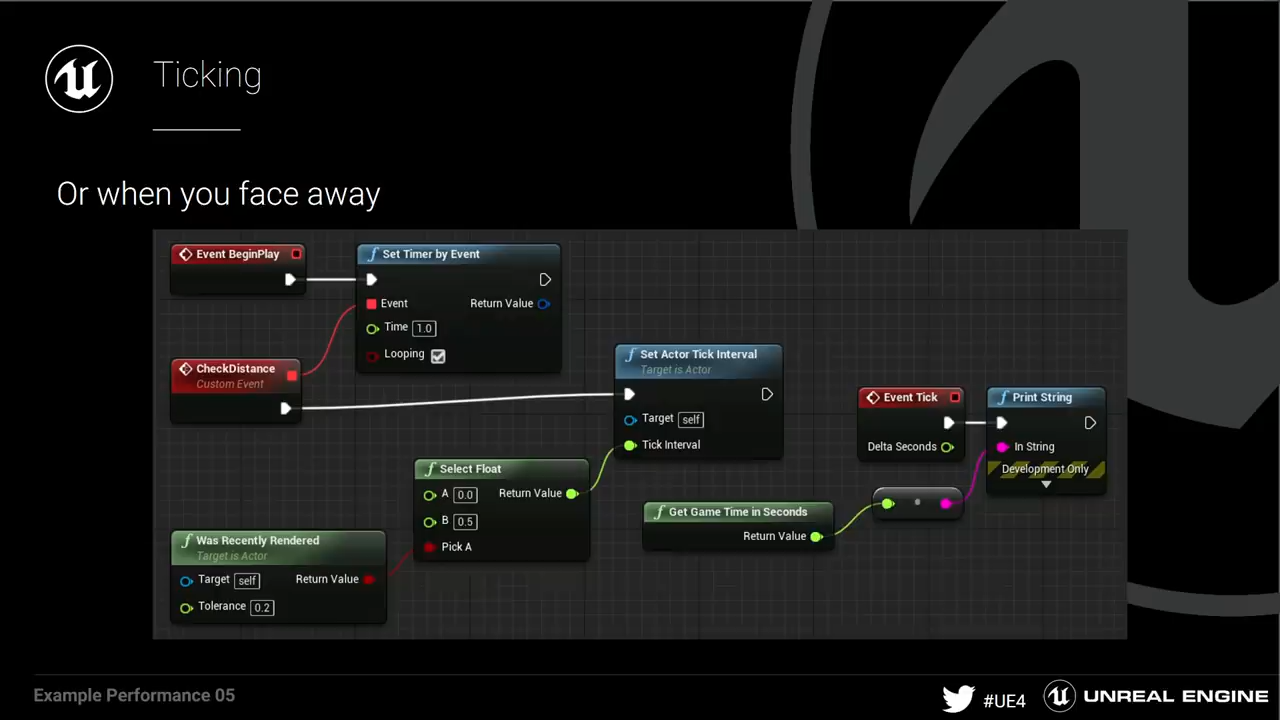 Ticking
Or when you face away
Event BeginPlay
Set Timer by Event
Event
Return Value
Time 1.0
Looping
CheckDistance
Custom Event
Set Actor Tick Interval
Target is Actor
Target self
Tick Interval
Event Tick
Delta Seconds
Print String
In String
Development Only
Select Float
A 0.0
Return Value
B 0.5
Pick A
Get Game Time in Seconds
Return Value
Was Recently Rendered
Target is Actor
Target self
Return Value
Tolerance 0.2
Example Performance 05
#UE4
UNREAL ENGINE